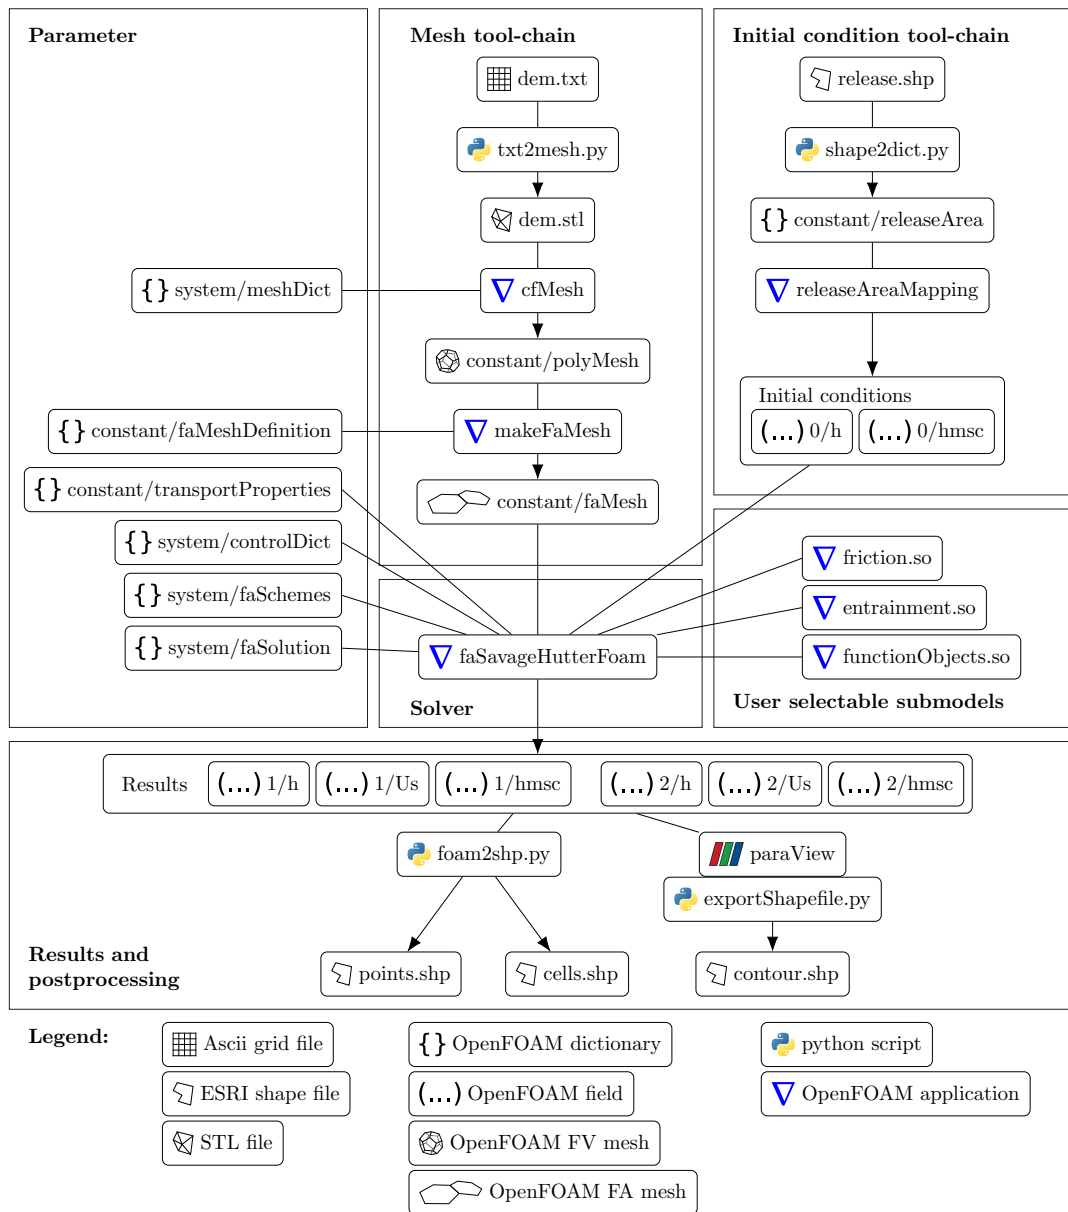 Parameter
Mesh tool-chain
Initial condition tool-chain
dem.txt
release.shp
txt2mesh.py
shape2dict.py
dem.stl
{} constant/releaseArea
{} system/meshDict
cfMesh
releaseAreaMapping
constant/polyMesh
Initial conditions
(...) 0/h
(...) 0/hmsc
{} constant/faMeshDefinition
makeFaMesh
{} constant/transportProperties
constant/faMesh
{} system/controlDict
friction.so
{} system/faSchemes
entrainment.so
{} system/faSolution
faSavageHutterFoam
functionObjects.so
Solver
User selectable submodels
Results
(...) 1/h
(...) 1/Us
(...) 1/hmsc
(...) 2/h
(...) 2/Us
(...) 2/hmsc
foam2shp.py
paraView
exportShapefile.py
Results and
postprocessing
points.shp
cells.shp
contour.shp
Legend:
Ascii grid file
ESRI shape file
STL file
{} OpenFOAM dictionary
(...) OpenFOAM field
OpenFOAM FV mesh
OpenFOAM FA mesh
python script
OpenFOAM application